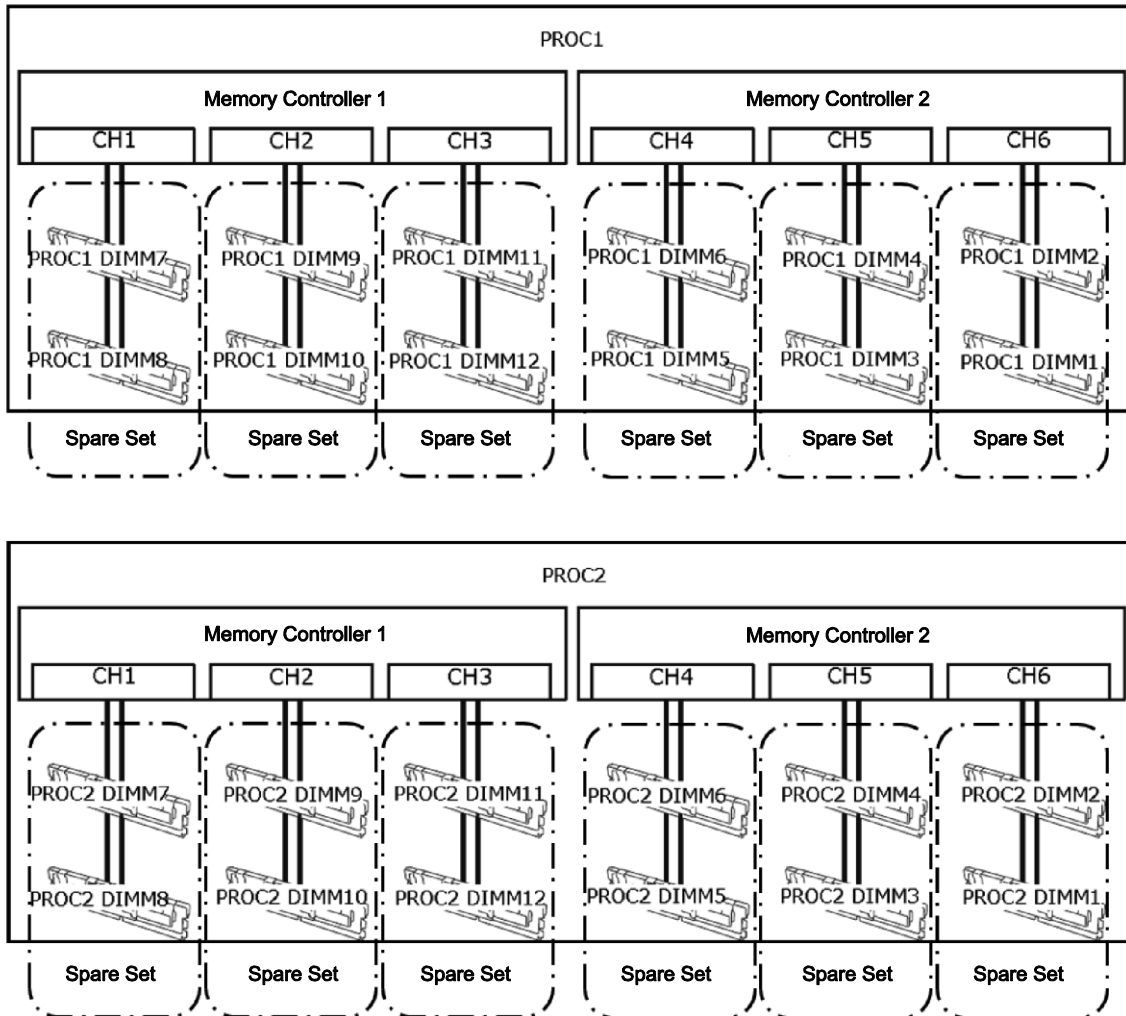 PROC1
Memory Controller 1 Memory Controller 2
CH1 CH2 CH3 CH4 CH5 CH6
PROC1 DIMM7 PROC1 DIMM9 PROC1 DIMM11 PROC1 DIMM6 PROC1 DIMM4 PROC1 DIMM2
PROC1 DIMM8 PROC1 DIMM10 PROC1 DIMM12 PROC1 DIMM5 PROC1 DIMM3 PROC1 DIMM1
Spare Set Spare Set Spare Set Spare Set Spare Set Spare Set
PROC2
Memory Controller 1 Memory Controller 2
CH1 CH2 CH3 CH4 CH5 CH6
PROC2 DIMM7 PROC2 DIMM9 PROC2 DIMM11 PROC2 DIMM6 PROC2 DIMM4 PROC2 DIMM2
PROC2 DIMM8 PROC2 DIMM10 PROC2 DIMM12 PROC2 DIMM5 PROC2 DIMM3 PROC2 DIMM1
Spare Set Spare Set Spare Set Spare Set Spare Set Spare Set